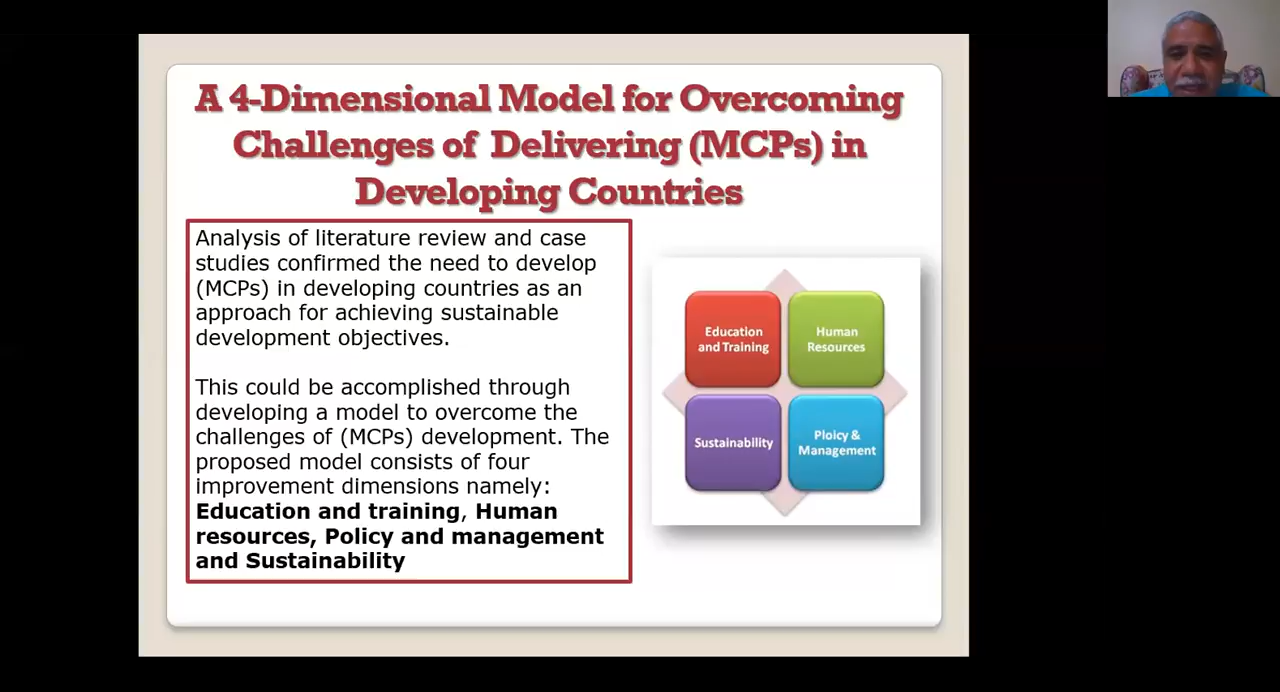 A 4-Dimensional Model for Overcoming
Challenges of Delivering (MCPs) in
Developing Countries
Analysis of literature review and case
studies confirmed the need to develop
(MCPs) in developing countries as an
approach for achieving sustainable
development objectives.
This could be accomplished through
developing a model to overcome the
challenges of (MCPs) development. The
proposed model consists of four
improvement dimensions namely:
Education and training, Human
resources, Policy and management
and Sustainability
Education
and Training
Human
Resources
Sustainability
Ploicy &
Management